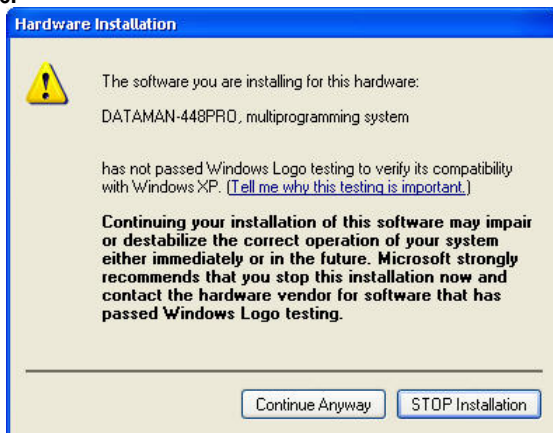 Hardware Installation
The software you are installing for this hardware:
DATAMAN-448PRO, multiprogramming system
has not passed Windows Logo testing to verify its compatibility
with Windows XP. (Tell me why this testing is important.)
Continuing your installation of this software may impair
or destabilize the correct operation of your system
either immediately or in the future. Microsoft strongly
recommends that you stop this installation now and
contact the hardware vendor for software that has
passed Windows Logo testing.
Continue Anyway
STOP Installation